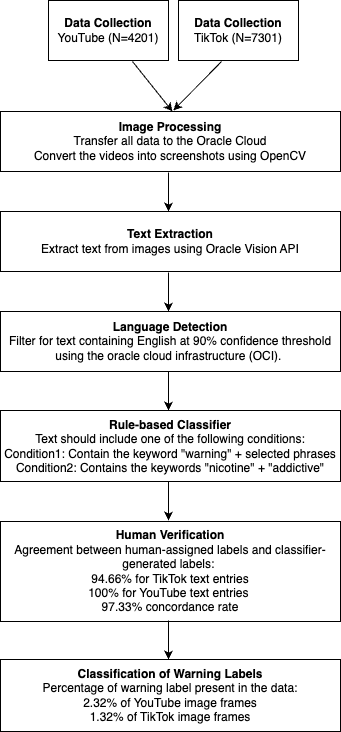 Data Collection
YouTube (N=4201)
Data Collection
TikTok (N=7301)
Image Processing
Transfer all data to the Oracle Cloud
Convert the videos into screenshots using OpenCV
Text Extraction
Extract text from images using Oracle Vision API
Language Detection
Filter for text containing English at 90% confidence threshold
using the oracle cloud infrastructure (OCI).
Rule-based Classifier
Text should include one of the following conditions:
Condition1: Contain the keyword "warning" + selected phrases
Condition2: Contains the keywords "nicotine" + "addictive"
Human Verification
Agreement between human-assigned labels and classifier-
generated labels:
94.66% for TikTok text entries
100% for YouTube text entries
97.33% concordance rate
Classification of Warning Labels
Percentage of warning label present in the data:
2.32% of YouTube image frames
1.32% of TikTok image frames